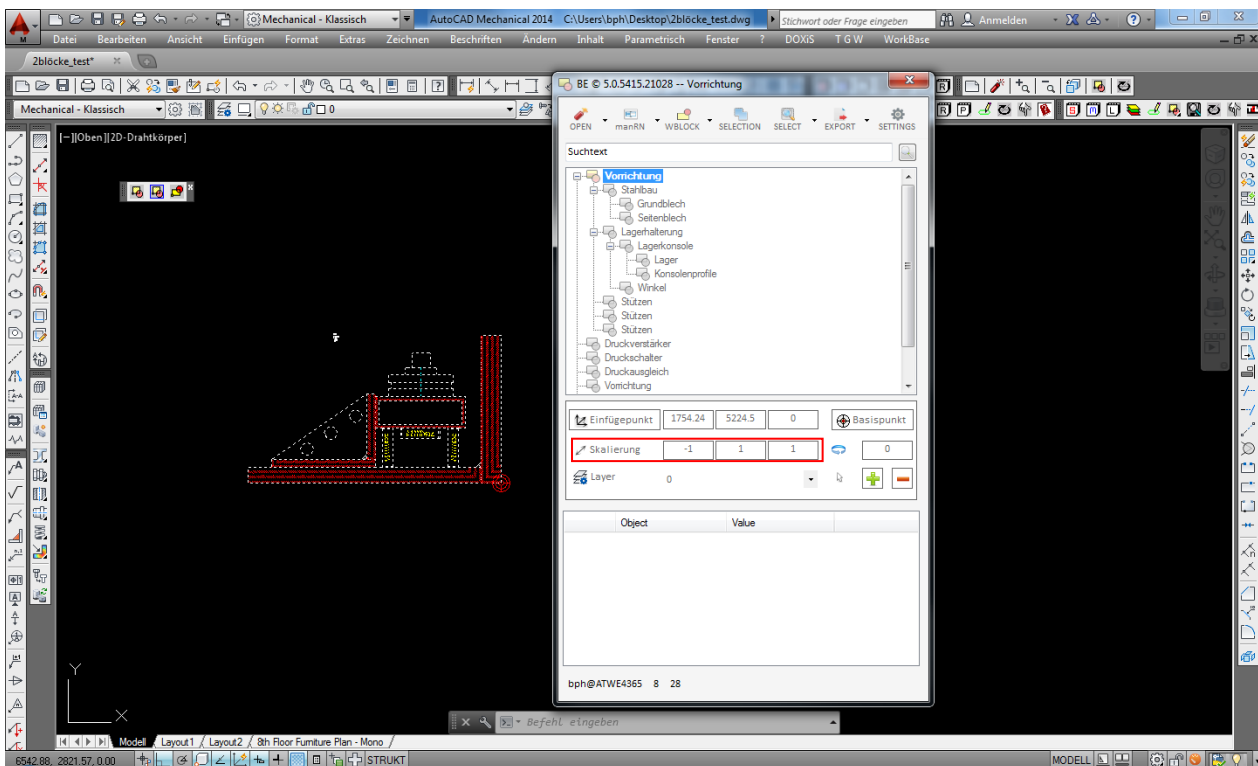 Mechanical - Klassisch
AutoCAD Mechanical 2014 C:\Users\bph\Desktop\2blöcke_test.dwg
Stichwort oder Frage eingeben
Anmelden
Datei Bearbeiten Ansicht Einfügen Format Extras Zeichnen Beschriften Ändern Inhalt Parametrisch Fenster ? DOXiS T G W WorkBase
2blöcke_test*
Mechanical - Klassisch
0
[−][Oben][2D-Drahtkörper]
BE © 5.0.5415.21028 -- Vorrichtung
OPEN manRN WBLOCK SELECTION SELECT EXPORT SETTINGS
Suchtext
Vorrichtung
Stahlbau
Grundblech
Seitenblech
Lagerhalterung
Lagerkonsole
Lager
Konsolenprofile
Winkel
Stützen
Stützen
Stützen
Druckverstärker
Druckschalter
Druckausgleich
Vorrichtung
Einfügepunkt 1754.24 5224.5 0 Basispunkt
Skalierung -1 1 1 0
Layer 0
Object Value
bph@ATWE4365 8 28
Y
X
Befehl eingeben
Modell Layout1 Layout2 8th Floor Furniture Plan - Mono
6542.88, 2821.57, 0.00 STRUKT MODELL